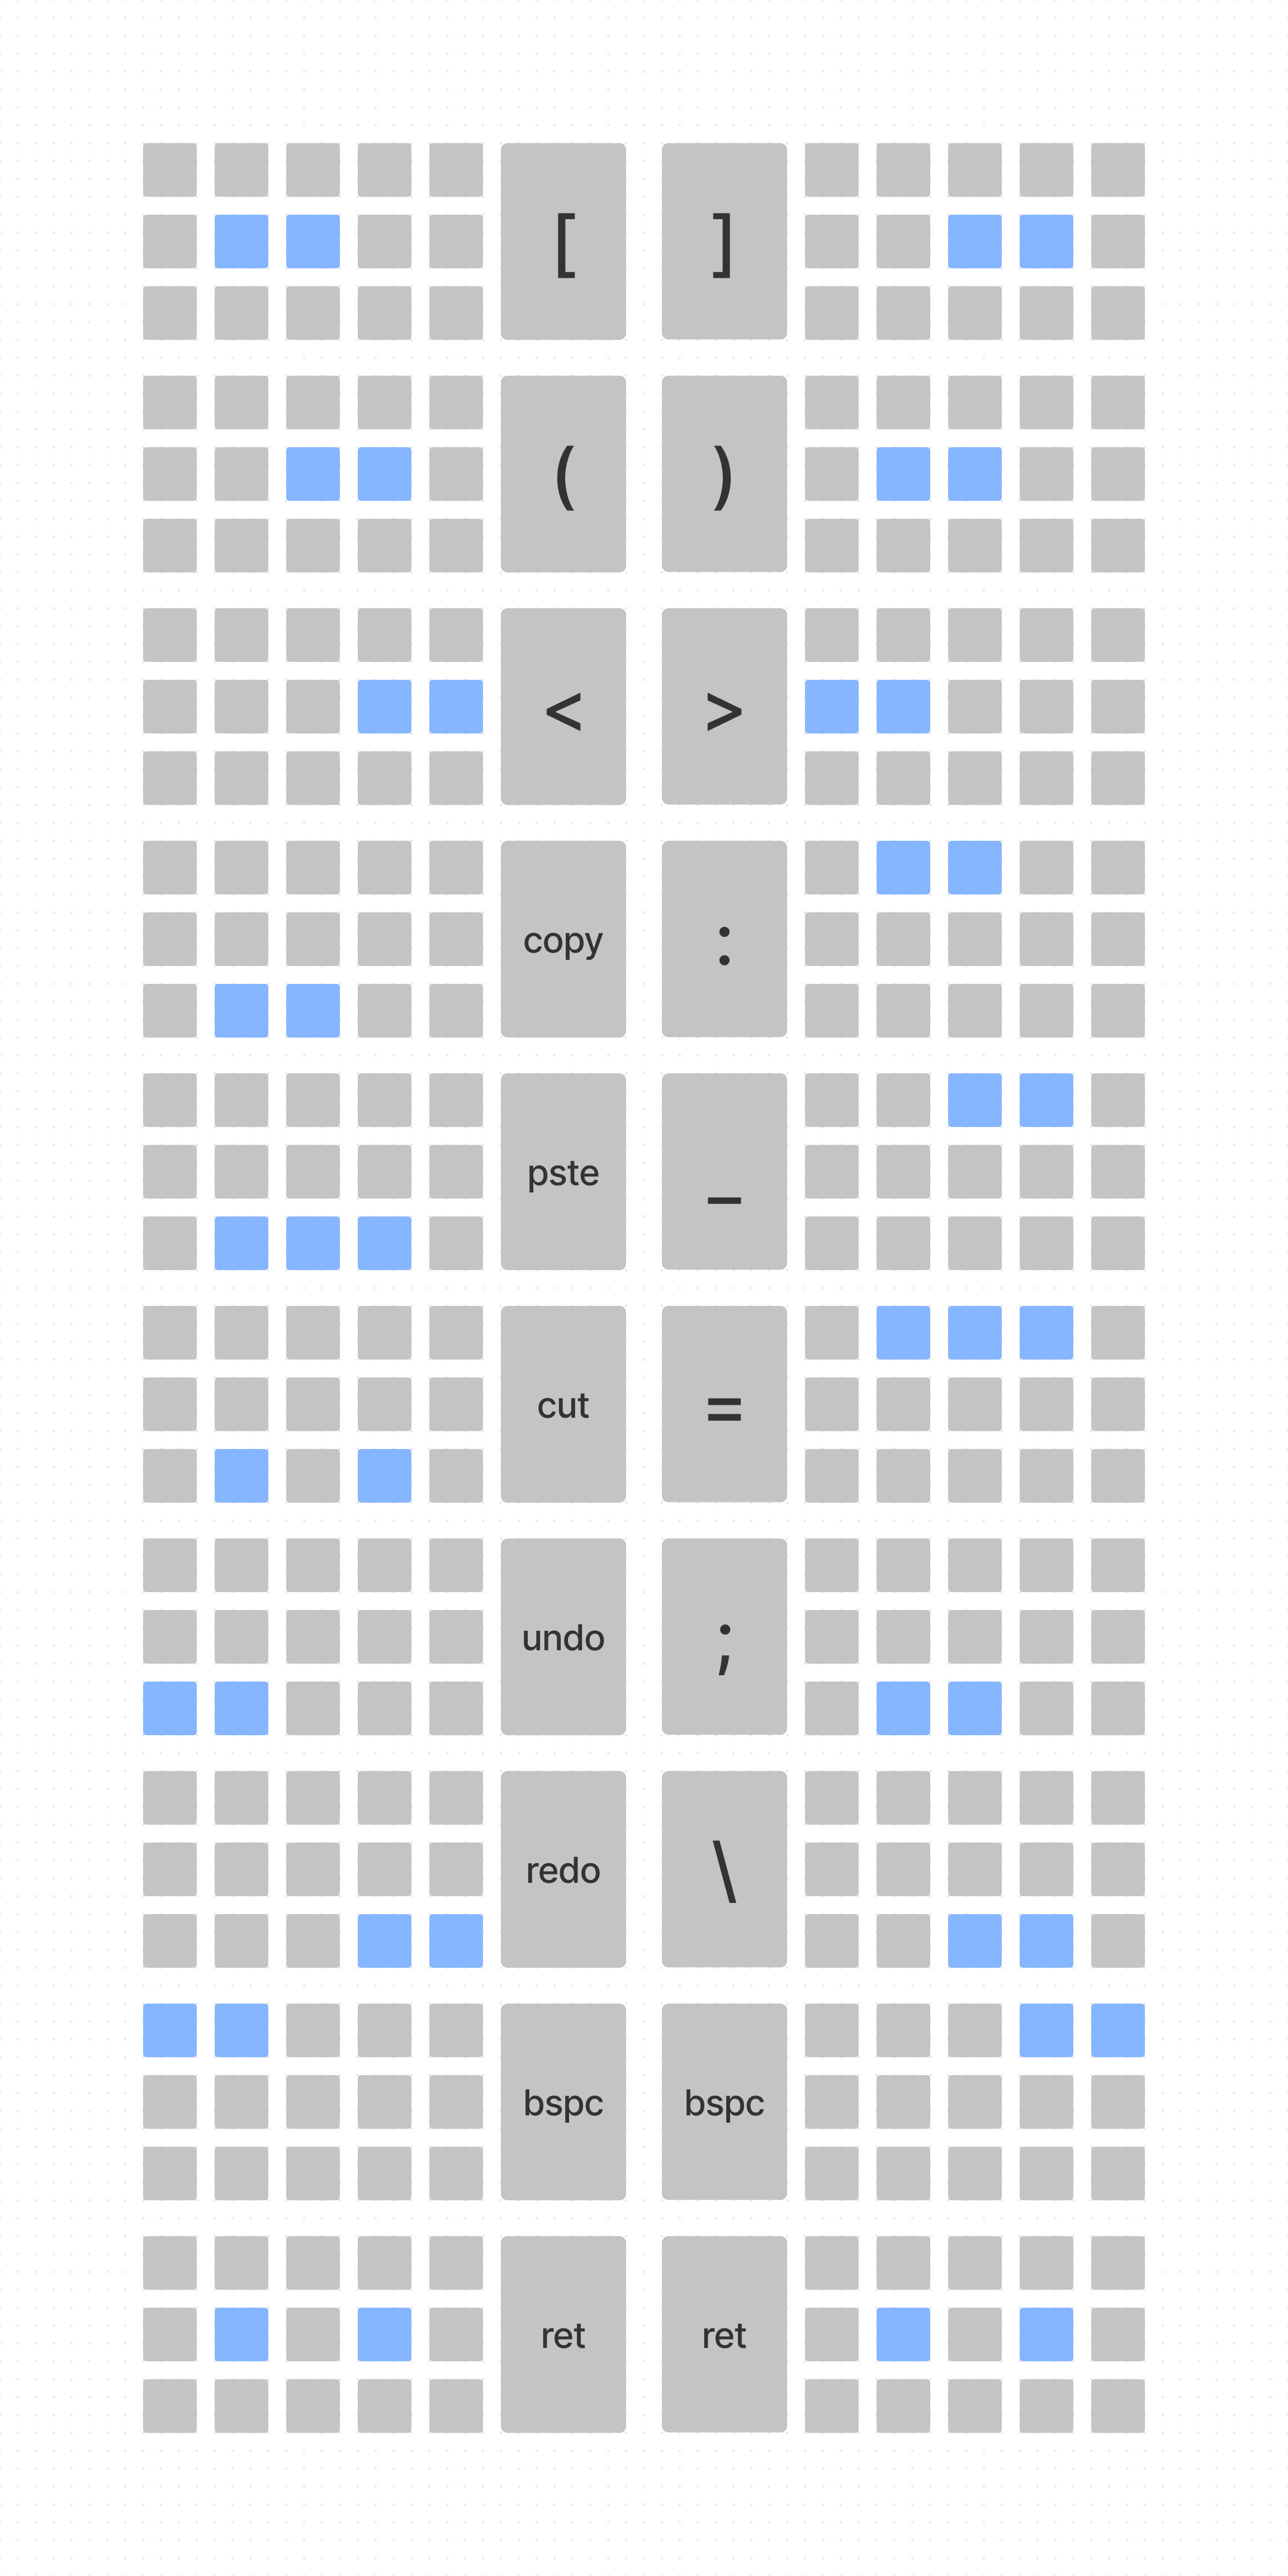 [ ]
( )
< >
copy :
pste _
cut =
undo ;
redo \
bspc bspc
ret ret